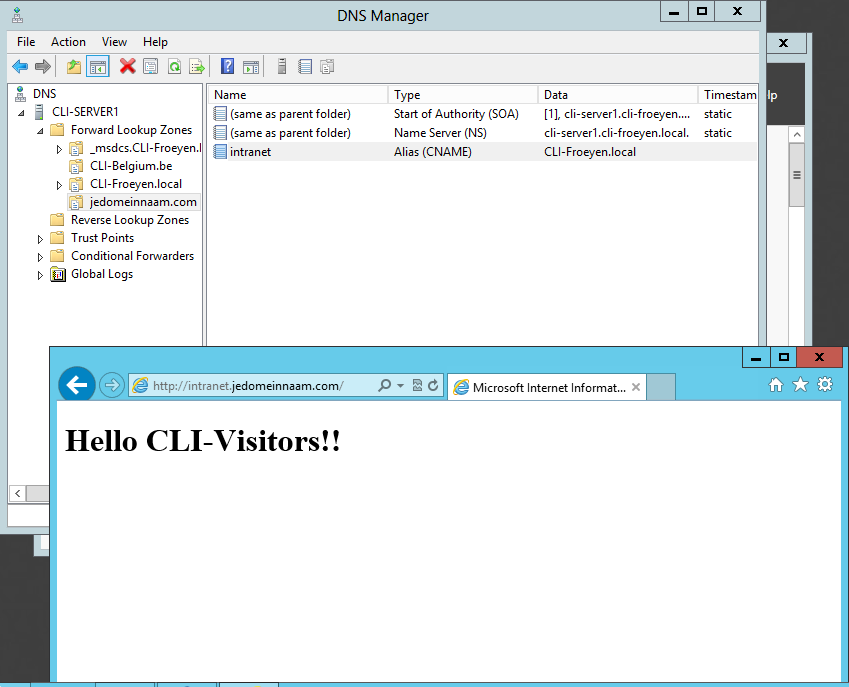 DNS Manager
File Action View Help
DNS
CLI-SERVER1
Forward Lookup Zones
_msdcs.CLI-Froeyen.l
CLI-Belgium.be
CLI-Froeyen.local
jedomeinnaam.com
Reverse Lookup Zones
Trust Points
Conditional Forwarders
Global Logs
Name Type Data Timestam
(same as parent folder) Start of Authority (SOA) [1], cli-server1.cli-froeyen.... static
(same as parent folder) Name Server (NS) cli-server1.cli-froeyen.local. static
intranet Alias (CNAME) CLI-Froeyen.local
lp
http://intranet.jedomeinnaam.com/
Microsoft Internet Informat...
Hello CLI-Visitors!!